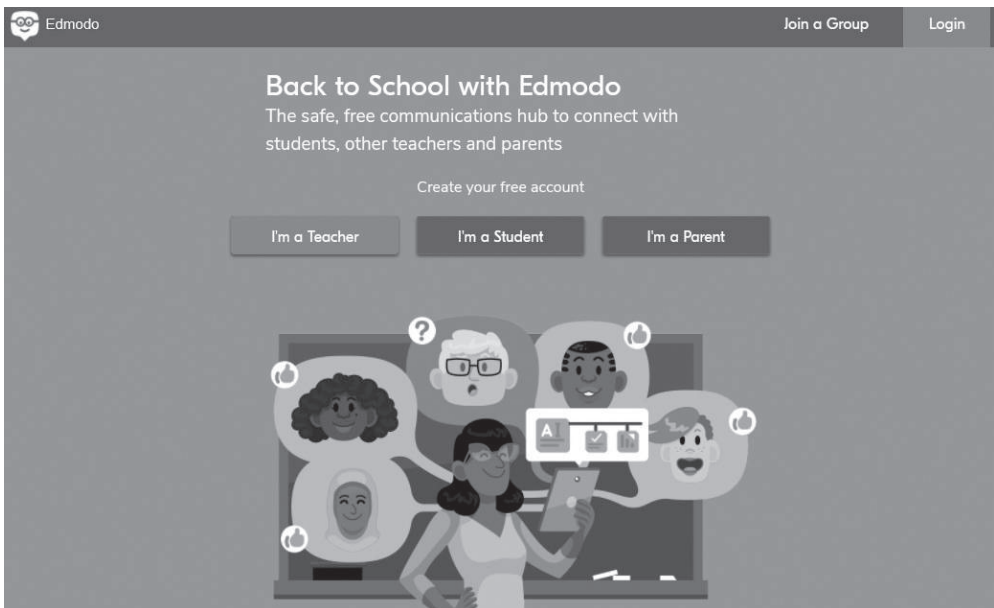 Edmodo
Join a Group
Login
Back to School with Edmodo
The safe, free communications hub to connect with
students, other teachers and parents
Create your free account
I'm a Teacher
I'm a Student
I'm a Parent
?
A